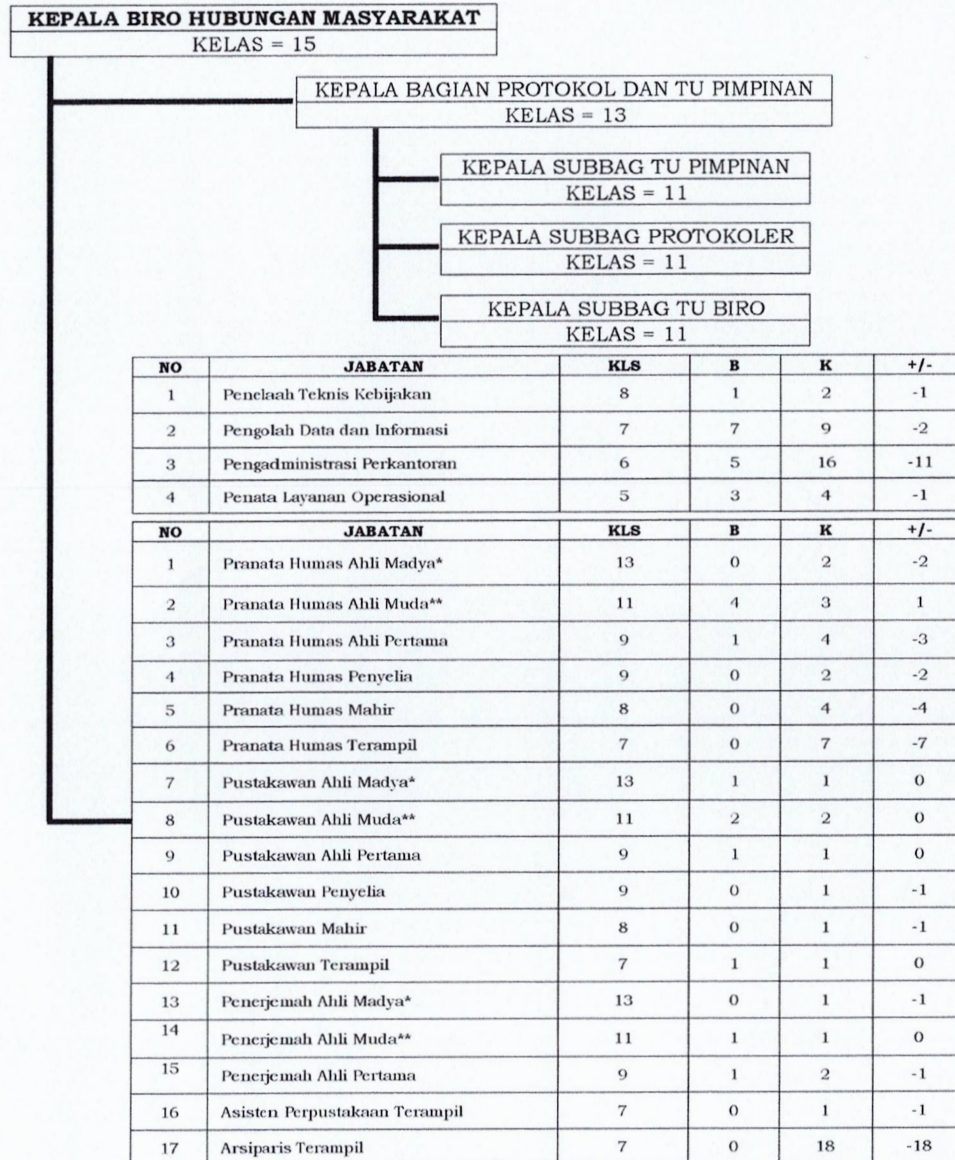 KEPALA BIRO HUBUNGAN MASYARAKAT
KELAS = 15
KEPALA BAGIAN PROTOKOL DAN TU PIMPINAN
KELAS = 13
KEPALA SUBBAG TU PIMPINAN
KELAS = 11
KEPALA SUBBAG PROTOKOLER
KELAS = 11
KEPALA SUBBAG TU BIRO
KELAS = 11
NO JABATAN KLS B K +/-
1 Penelaah Teknis Kebijakan 8 1 2 -1
2 Pengolah Data dan Informasi 7 7 9 -2
3 Pengadministrasi Perkantoran 6 5 16 -11
4 Penata Layanan Operasional 5 3 4 -1
NO JABATAN KLS B K +/-
1 Pranata Humas Ahli Madya* 13 0 2 -2
2 Pranata Humas Ahli Muda** 11 4 3 1
3 Pranata Humas Ahli Pertama 9 1 4 -3
4 Pranata Humas Penyelia 9 0 2 -2
5 Pranata Humas Mahir 8 0 4 -4
6 Pranata Humas Terampil 7 0 7 -7
7 Pustakawan Ahli Madya* 13 1 1 0
8 Pustakawan Ahli Muda** 11 2 2 0
9 Pustakawan Ahli Pertama 9 1 1 0
10 Pustakawan Penyelia 9 0 1 -1
11 Pustakawan Mahir 8 0 1 -1
12 Pustakawan Terampil 7 1 1 0
13 Penerjemah Ahli Madya* 13 0 1 -1
14 Penerjemah Ahli Muda** 11 1 1 0
15 Penerjemah Ahli Pertama 9 1 2 -1
16 Asisten Perpustakaan Terampil 7 0 1 -1
17 Arsiparis Terampil 7 0 18 -18